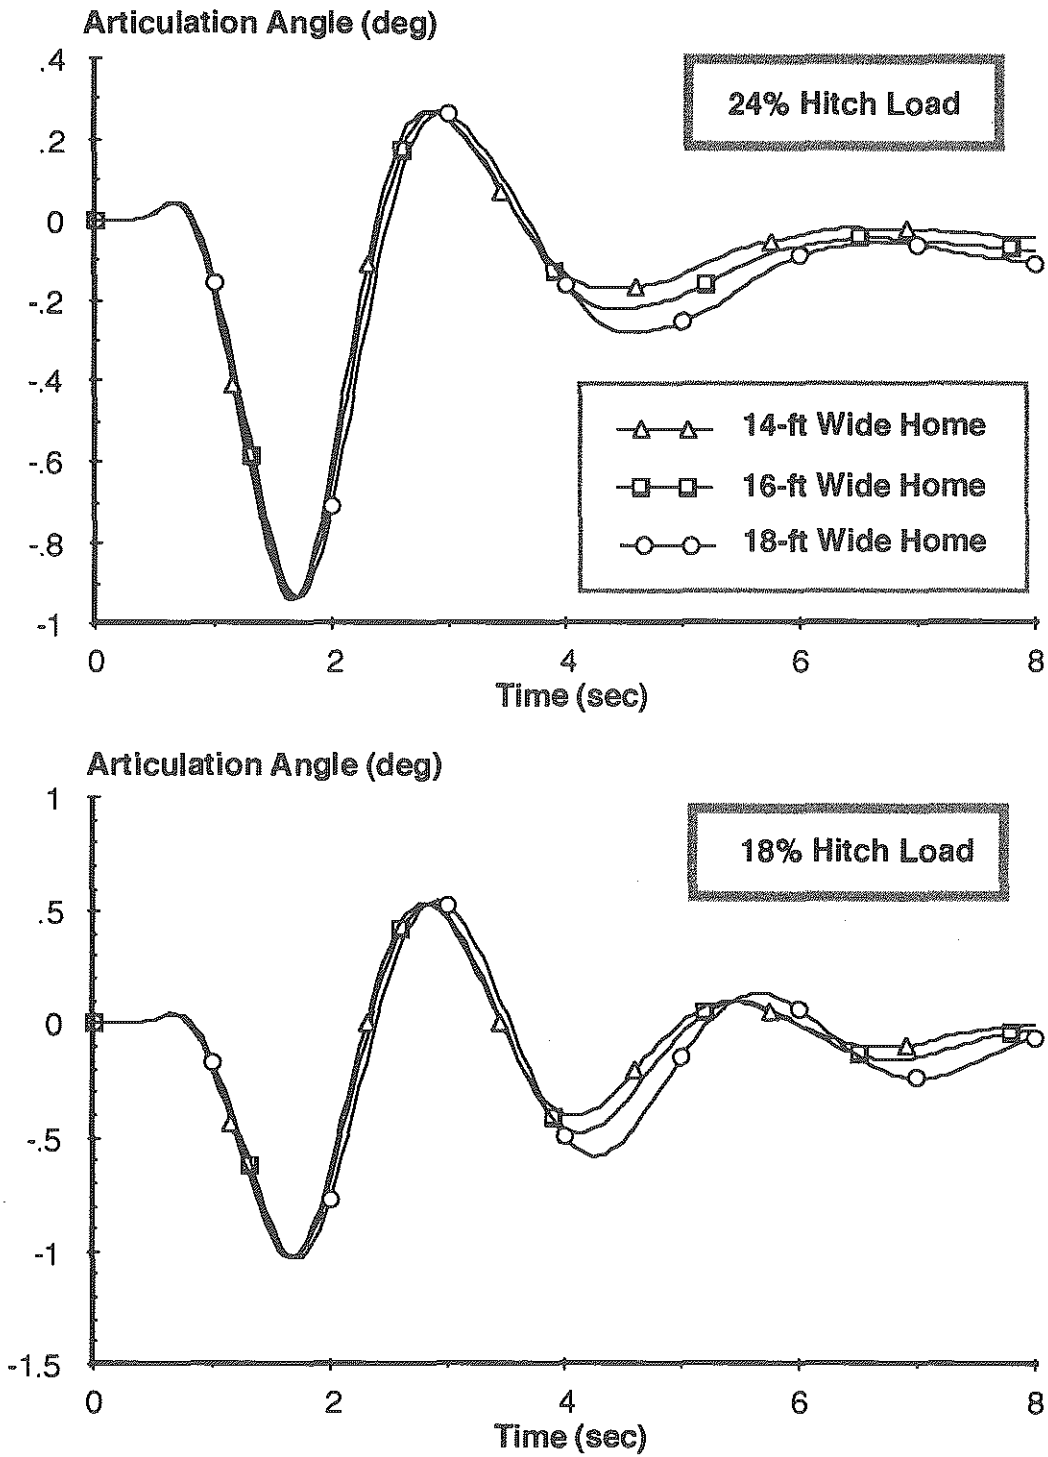 Articulation Angle (deg)
.4
24% Hitch Load
.2
0
-.2
-.4
14-ft Wide Home
-.6
16-ft Wide Home
-.8
18-ft Wide Home
-1
0 2 4 6 8
Time (sec)
Articulation Angle (deg)
1
18% Hitch Load
.5
0
-.5
-1
-1.5
0 2 4 6 8
Time (sec)